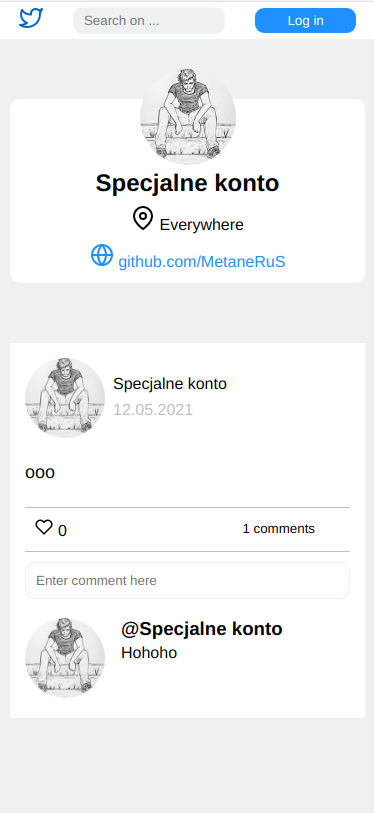 Search on ...
Log in
Specjalne konto
Everywhere
github.com/MetaneRuS
Specjalne konto
12.05.2021
ooo
0
1 comments
Enter comment here
@Specjalne konto
Hohoho